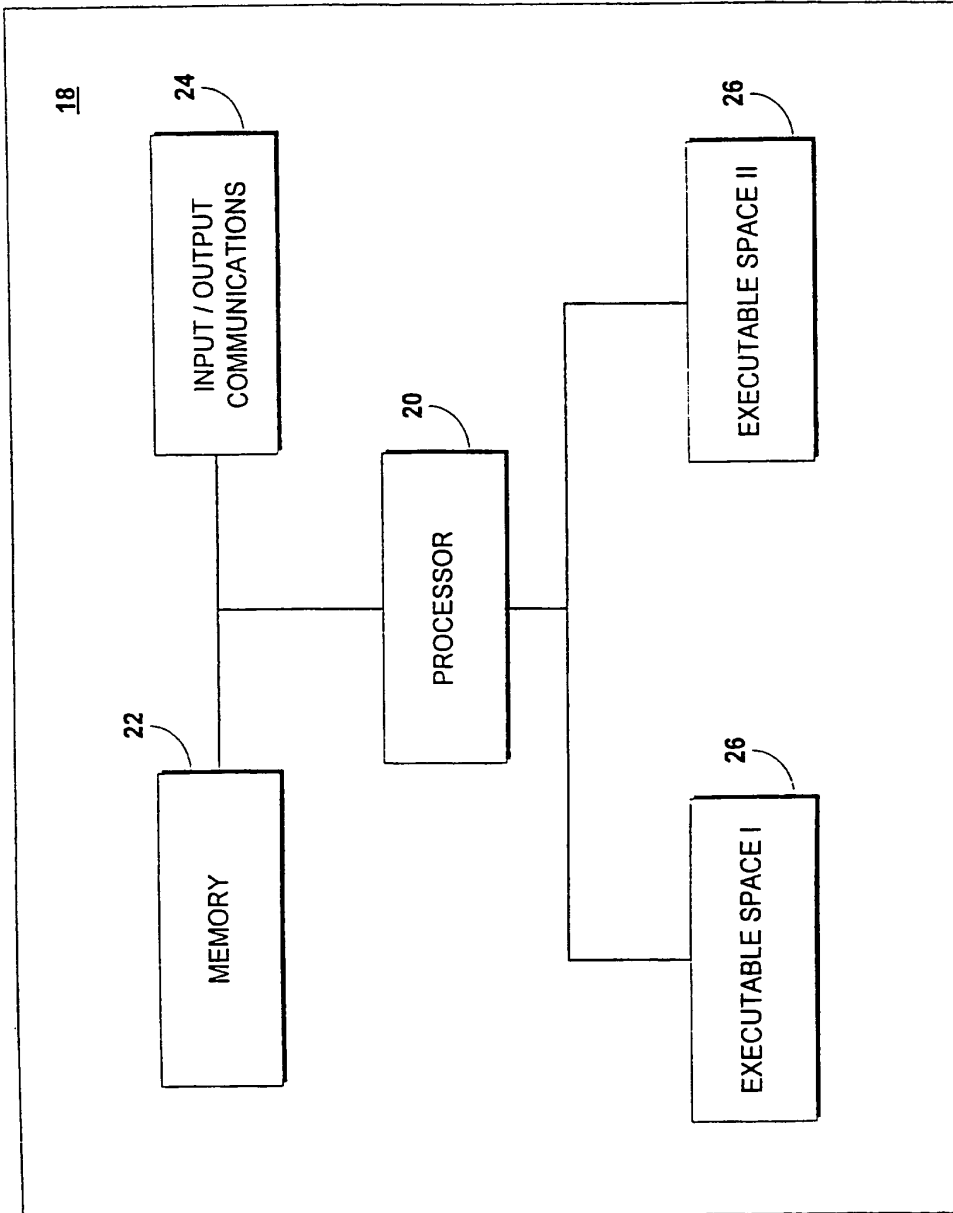 18
22
MEMORY
24
INPUT / OUTPUT
COMMUNICATIONS
20
PROCESSOR
26
EXECUTABLE SPACE I
26
EXECUTABLE SPACE II